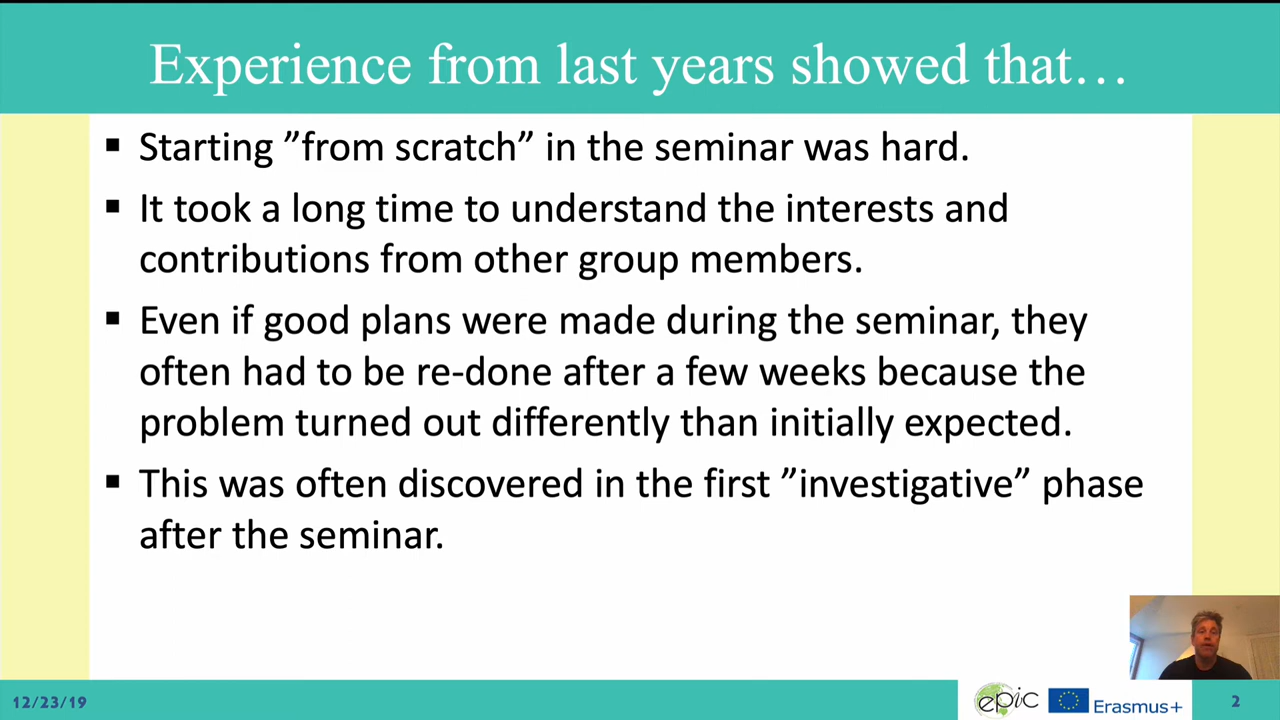 Experience from last years showed that…
▪ Starting ”from scratch” in the seminar was hard.
▪ It took a long time to understand the interests and
contributions from other group members.
▪ Even if good plans were made during the seminar, they
often had to be re-done after a few weeks because the
problem turned out differently than initially expected.
▪ This was often discovered in the first ”investigative” phase
after the seminar.
12/23/19
epic
Erasmus+
2